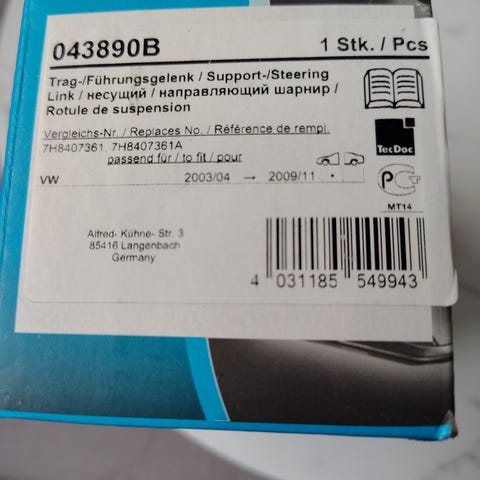 043890B 1 Stk. / Pcs
Trag-/Führungsgelenk / Support-/Steering
Link / несущий / направляющий шарнир /
Rotule de suspension
Vergleichs-Nr. / Replaces No. / Référence de rempl.
7H8407361, 7H8407361A
passend für / to fit / pour
TecDoc
VW 2003/04 → 2009/11
MT14
Alfred- Kühne- Str. 3
85416 Langenbach
Germany
4 031185 549943